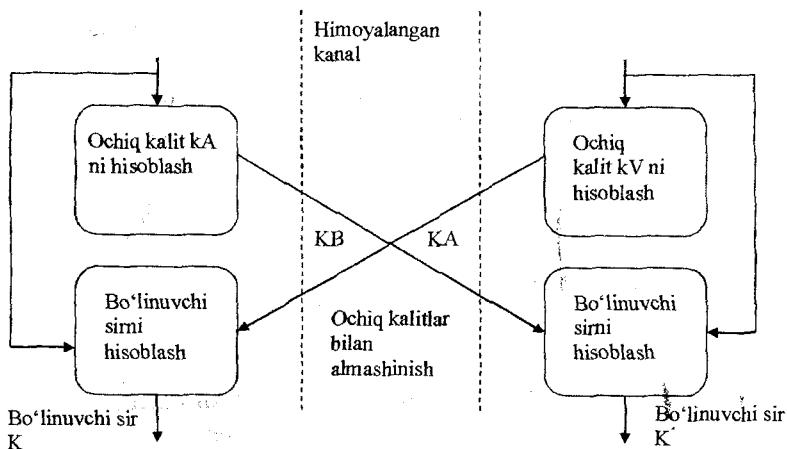 Himoyalangan
kanal
Ochiq kalit kA
ni hisoblash
Ochiq
kalit kV ni
hisoblash
KB
KA
Bo‘linuvchi
sirni
hisoblash
Ochiq kalitlar
bilan
almashinish
Bo‘linuvchi
sirni
hisoblash
Bo‘linuvchi sir
K
Bo‘linuvchi sir
K